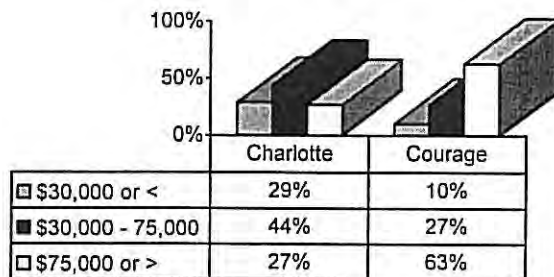 100%
50%
0%
Charlotte Courage
$30,000 or < 29% 10%
$30,000 - 75,000 44% 27%
$75,000 or > 27% 63%